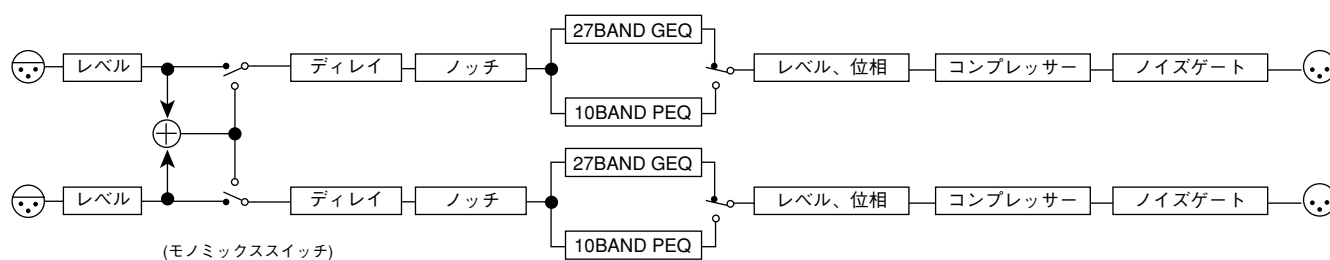 27BAND GEQ
レベル
ディレイ
ノッチ
レベル、位相
コンプレッサー
ノイズゲート
10BAND PEQ
27BAND GEQ
レベル
ディレイ
ノッチ
レベル、位相
コンプレッサー
ノイズゲート
10BAND PEQ
(モノミックススイッチ)